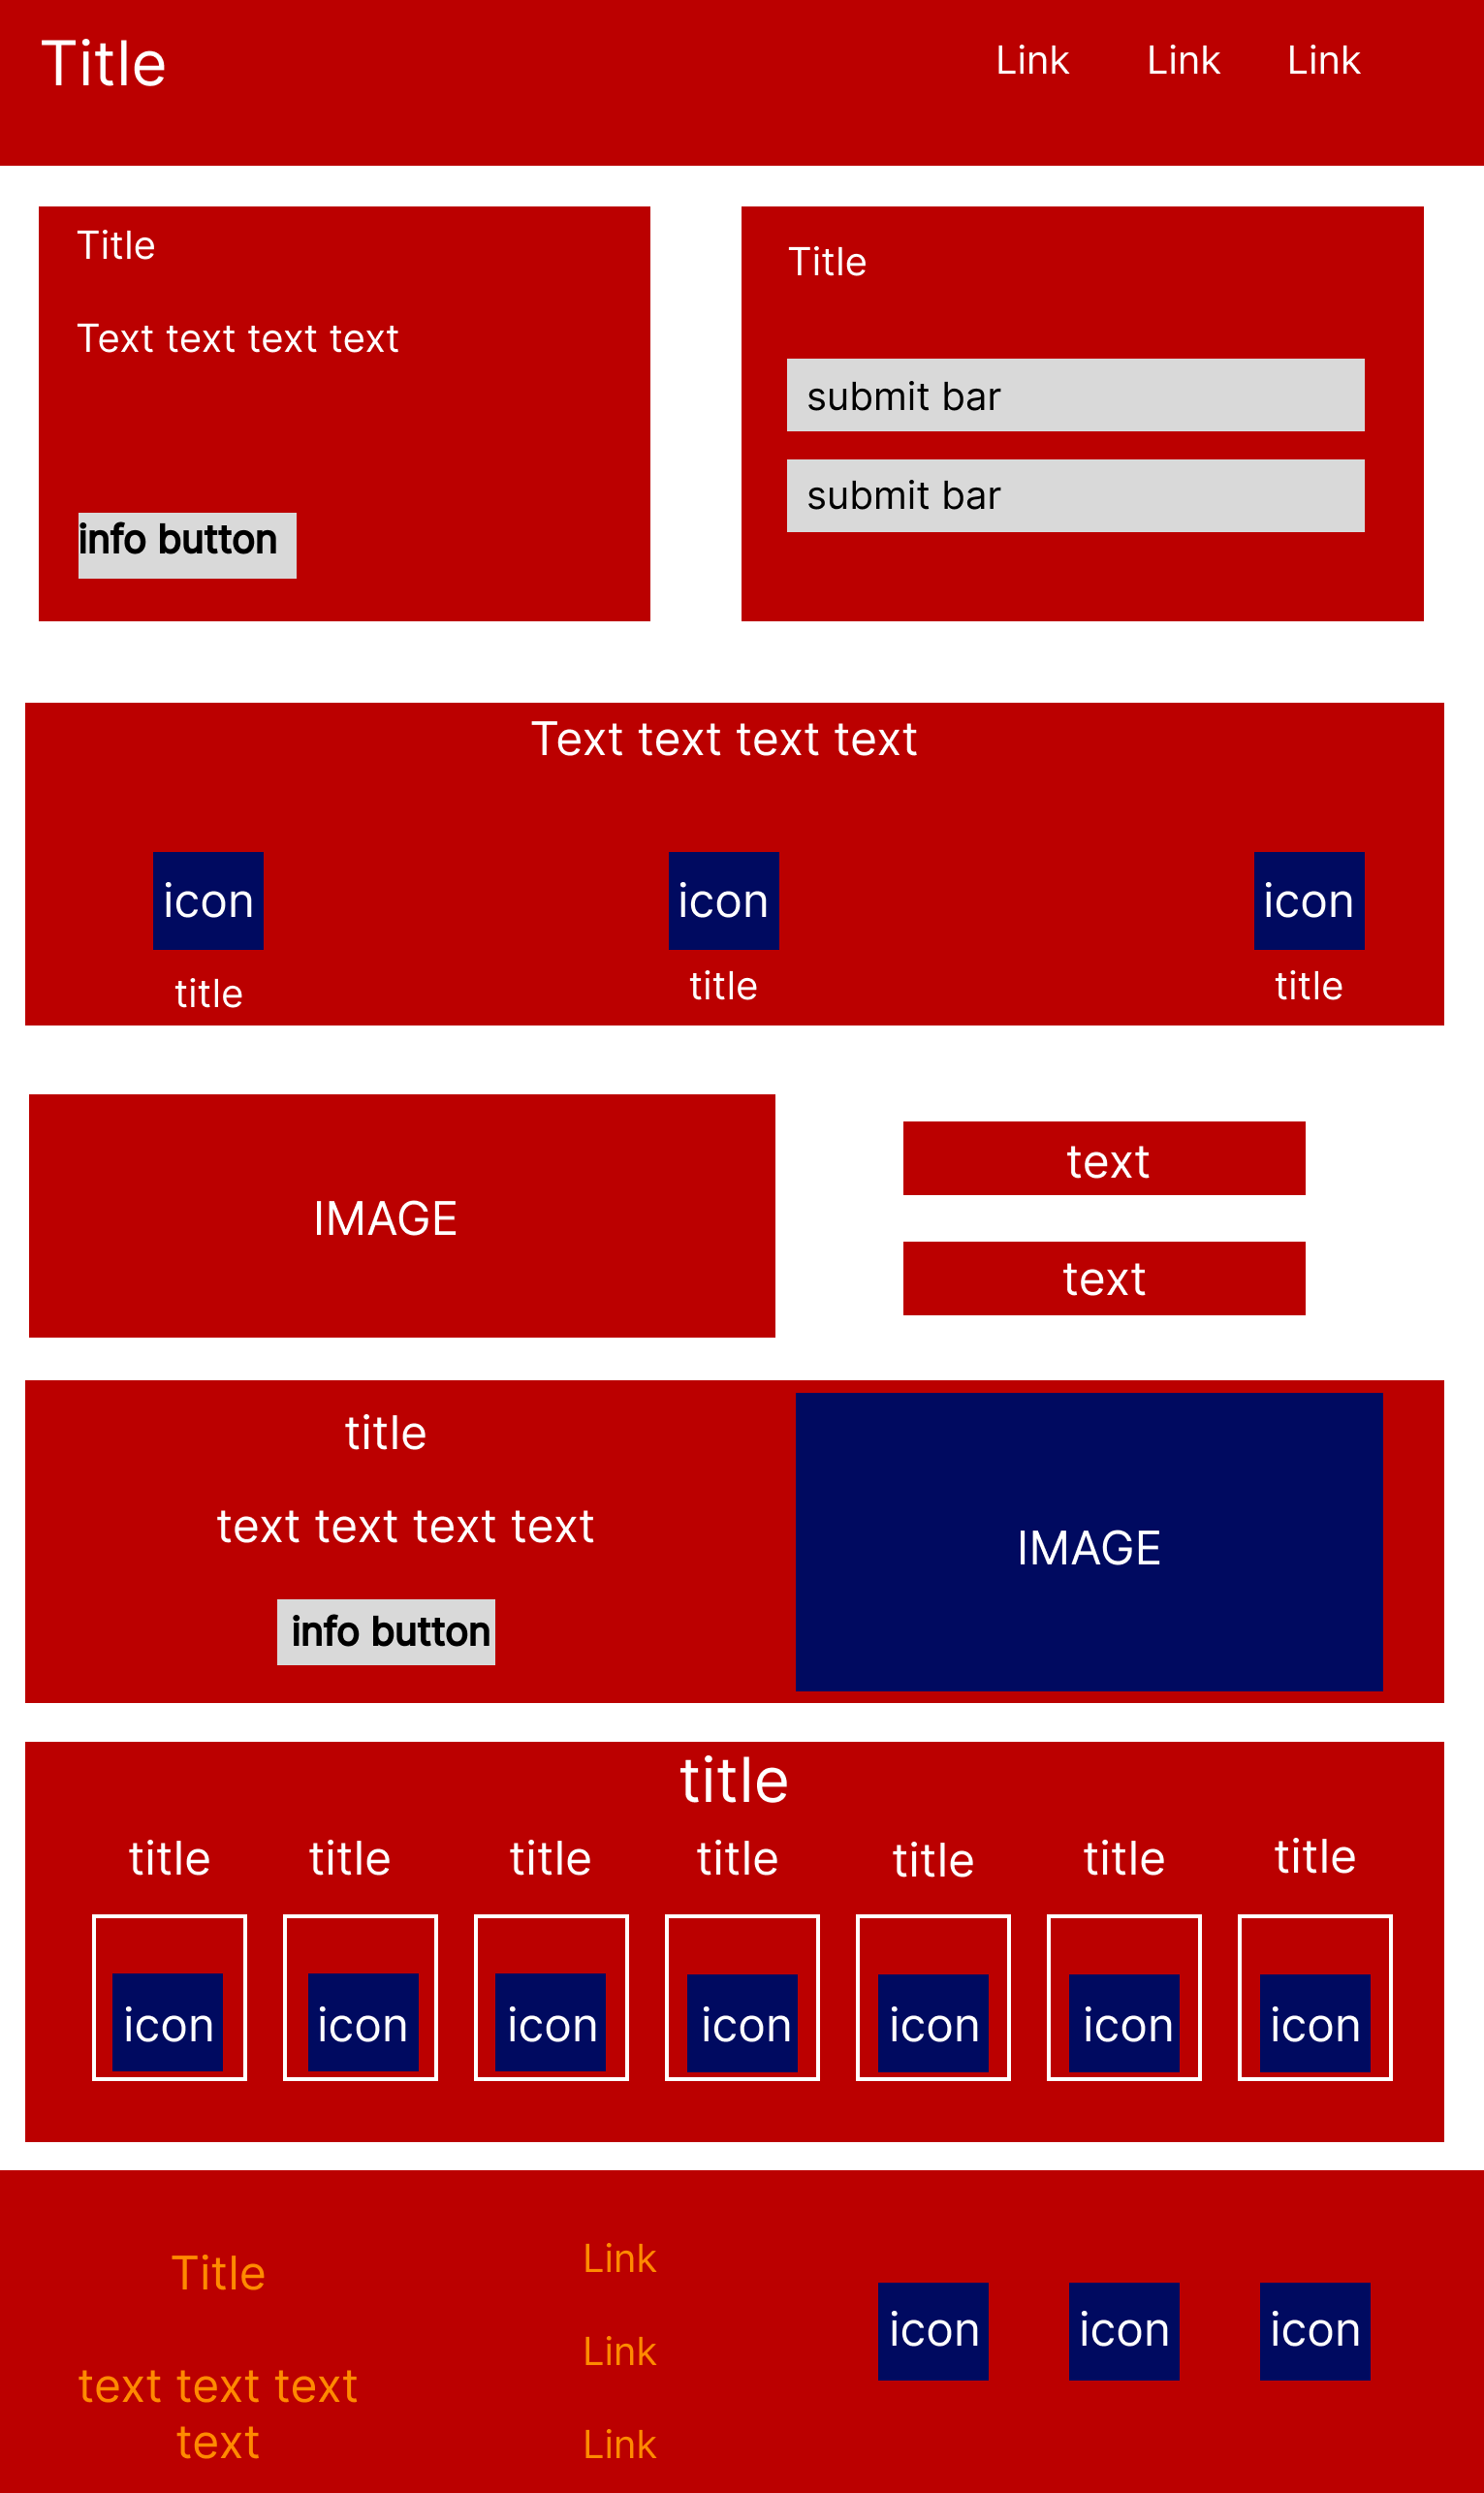 Title
Link Link Link
Title
Text text text text
info button
Title
submit bar
submit bar
Text text text text
icon icon icon
title title title
IMAGE
text
text
title
text text text text
info button
IMAGE
title
title title title title title title title
icon icon icon icon icon icon icon
Title
text text text
text
Link
Link
Link
icon icon icon